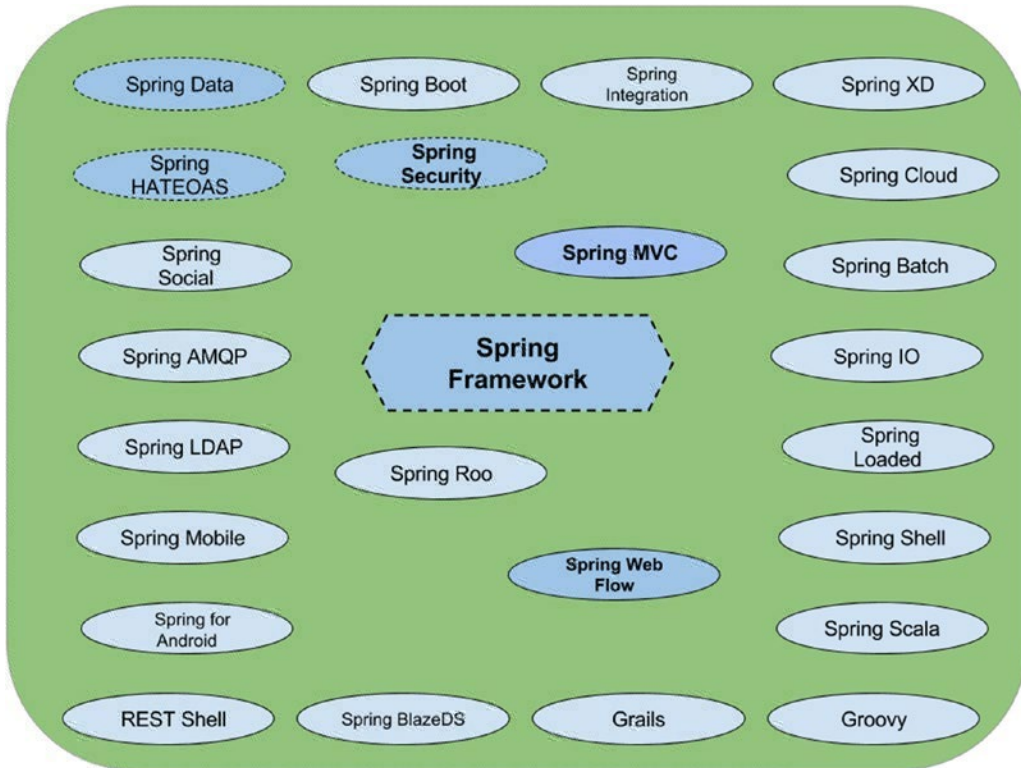 Spring Data
Spring Boot
Spring
Integration
Spring XD
Spring
HATEOAS
Spring
Security
Spring Cloud
Spring
Social
Spring MVC
Spring Batch
Spring AMQP
Spring
Framework
Spring IO
Spring LDAP
Spring Roo
Spring
Loaded
Spring Mobile
Spring Web
Flow
Spring Shell
Spring for
Android
Spring Scala
REST Shell
Spring BlazeDS
Grails
Groovy